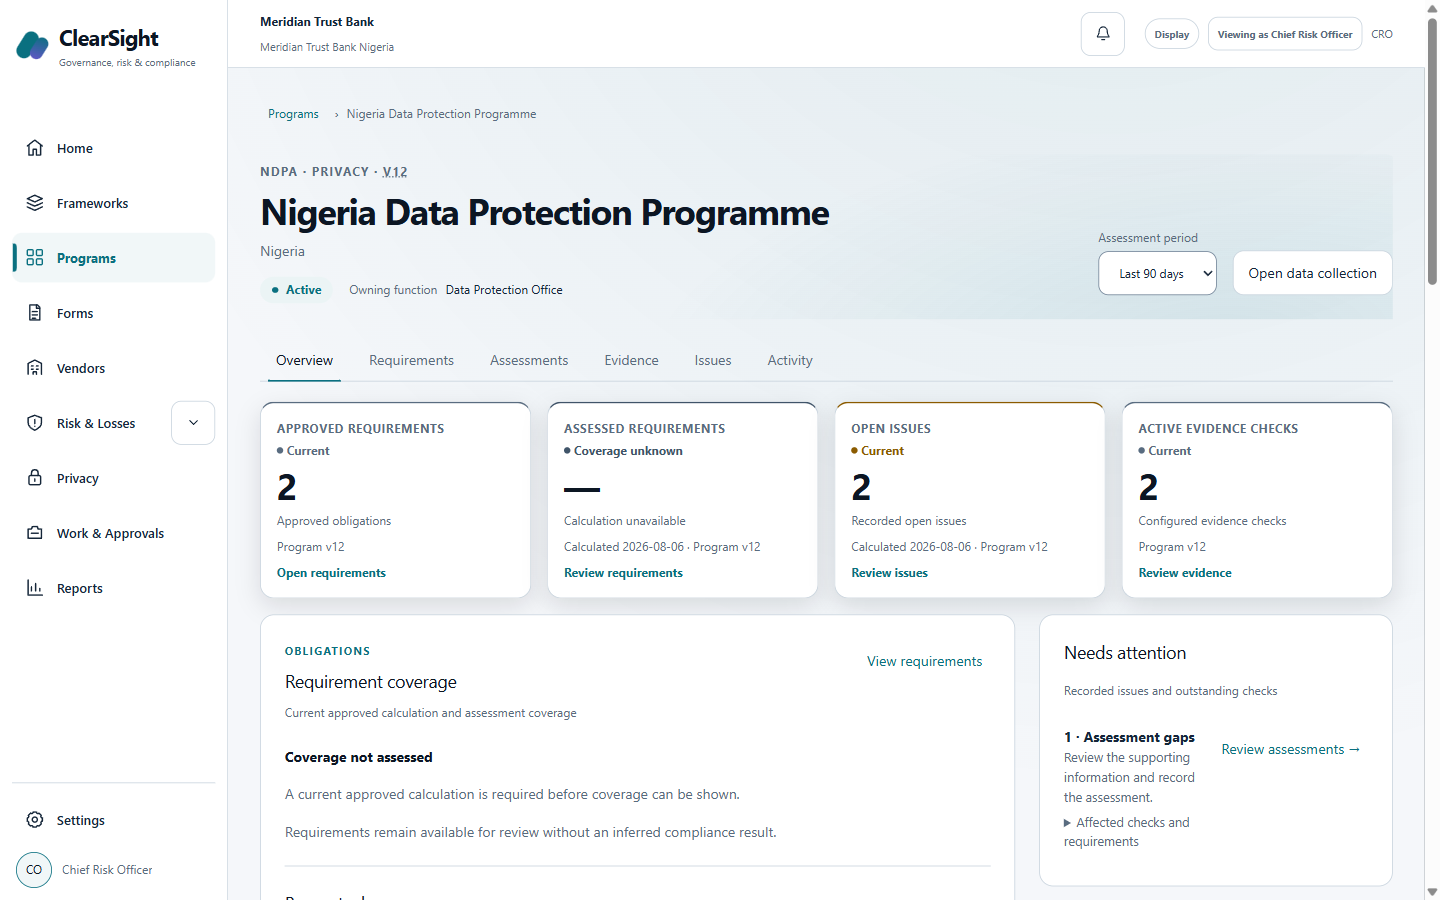 ClearSight
Governance, risk & compliance
Home
Frameworks
Programs
Forms
Vendors
Risk & Losses
Privacy
Work & Approvals
Reports
Settings
CO
Chief Risk Officer
Meridian Trust Bank
Meridian Trust Bank Nigeria
Display
Viewing as Chief Risk Officer
CRO
Programs › Nigeria Data Protection Programme
NDPA · PRIVACY · V12
Nigeria Data Protection Programme
Nigeria
Active
Owning function Data Protection Office
Assessment period
Last 90 days
Open data collection
Overview
Requirements
Assessments
Evidence
Issues
Activity
APPROVED REQUIREMENTS
Current
2
Approved obligations
Program v12
Open requirements
ASSESSED REQUIREMENTS
Coverage unknown
—
Calculation unavailable
Calculated 2026-08-06 · Program v12
Review requirements
OPEN ISSUES
Current
2
Recorded open issues
Calculated 2026-08-06 · Program v12
Review issues
ACTIVE EVIDENCE CHECKS
Current
2
Configured evidence checks
Program v12
Review evidence
OBLIGATIONS
Requirement coverage
Current approved calculation and assessment coverage
View requirements
Coverage not assessed
A current approved calculation is required before coverage can be shown.
Requirements remain available for review without an inferred compliance result.
Needs attention
Recorded issues and outstanding checks
1 · Assessment gaps
Review the supporting
information and record
the assessment.
Affected checks and
requirements
Review assessments →